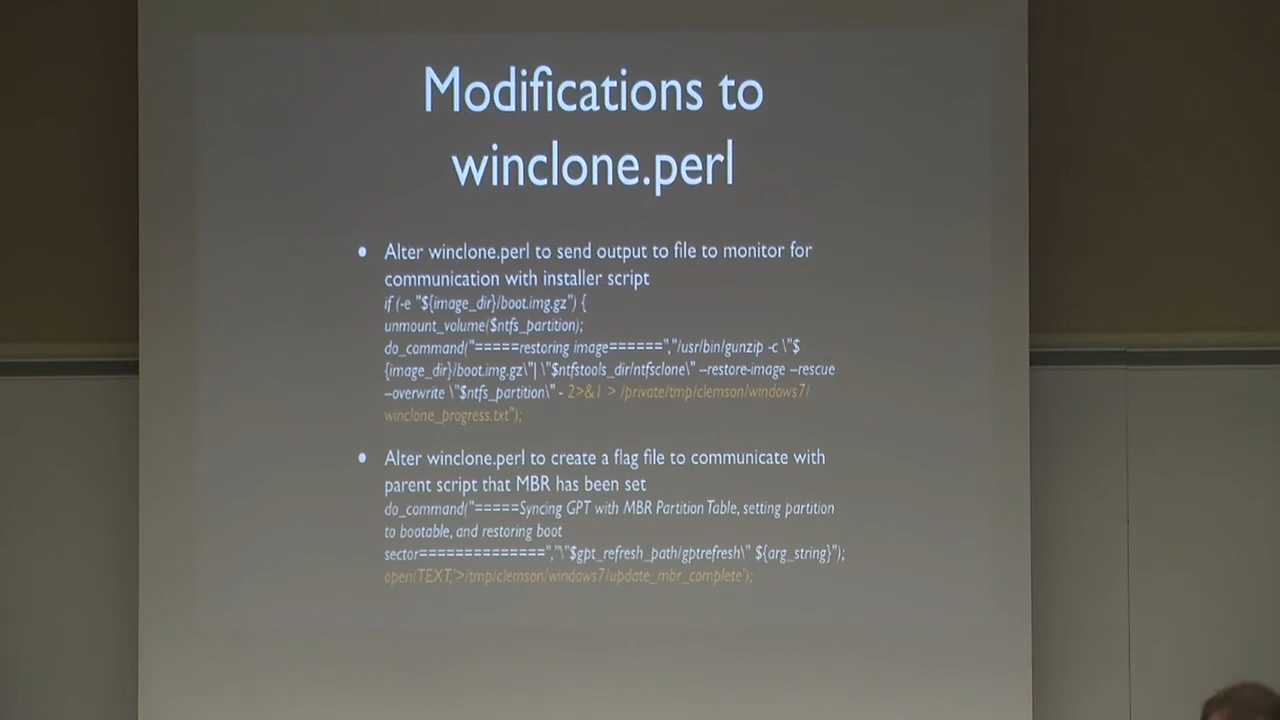 Modifications to
winclone.perl
• Alter winclone.perl to send output to file to monitor for
communication with installer script
if (-e "${image_dir}/boot.img.gz") {
unmount_volume($ntfs_partition);
do_command("=====restoring image======","/usr/bin/gunzip -c \"$
{image_dir}/boot.img.gz\"| \"$ntfstools_dir/ntfsclone\" --restore-image --rescue
--overwrite \"$ntfs_partition\" - 2>&1 > /private/tmp/clemson/windows7/
winclone_progress.txt");
• Alter winclone.perl to create a flag file to communicate with
parent script that MBR has been set
do_command("=====Syncing GPT with MBR Partition Table, setting partition
to bootable, and restoring boot
sector==============","\"$gpt_refresh_path/gptrefresh\" ${arg_string}");
open(TEXT,'>/tmp/clemson/windows7/update_mbr_complete');